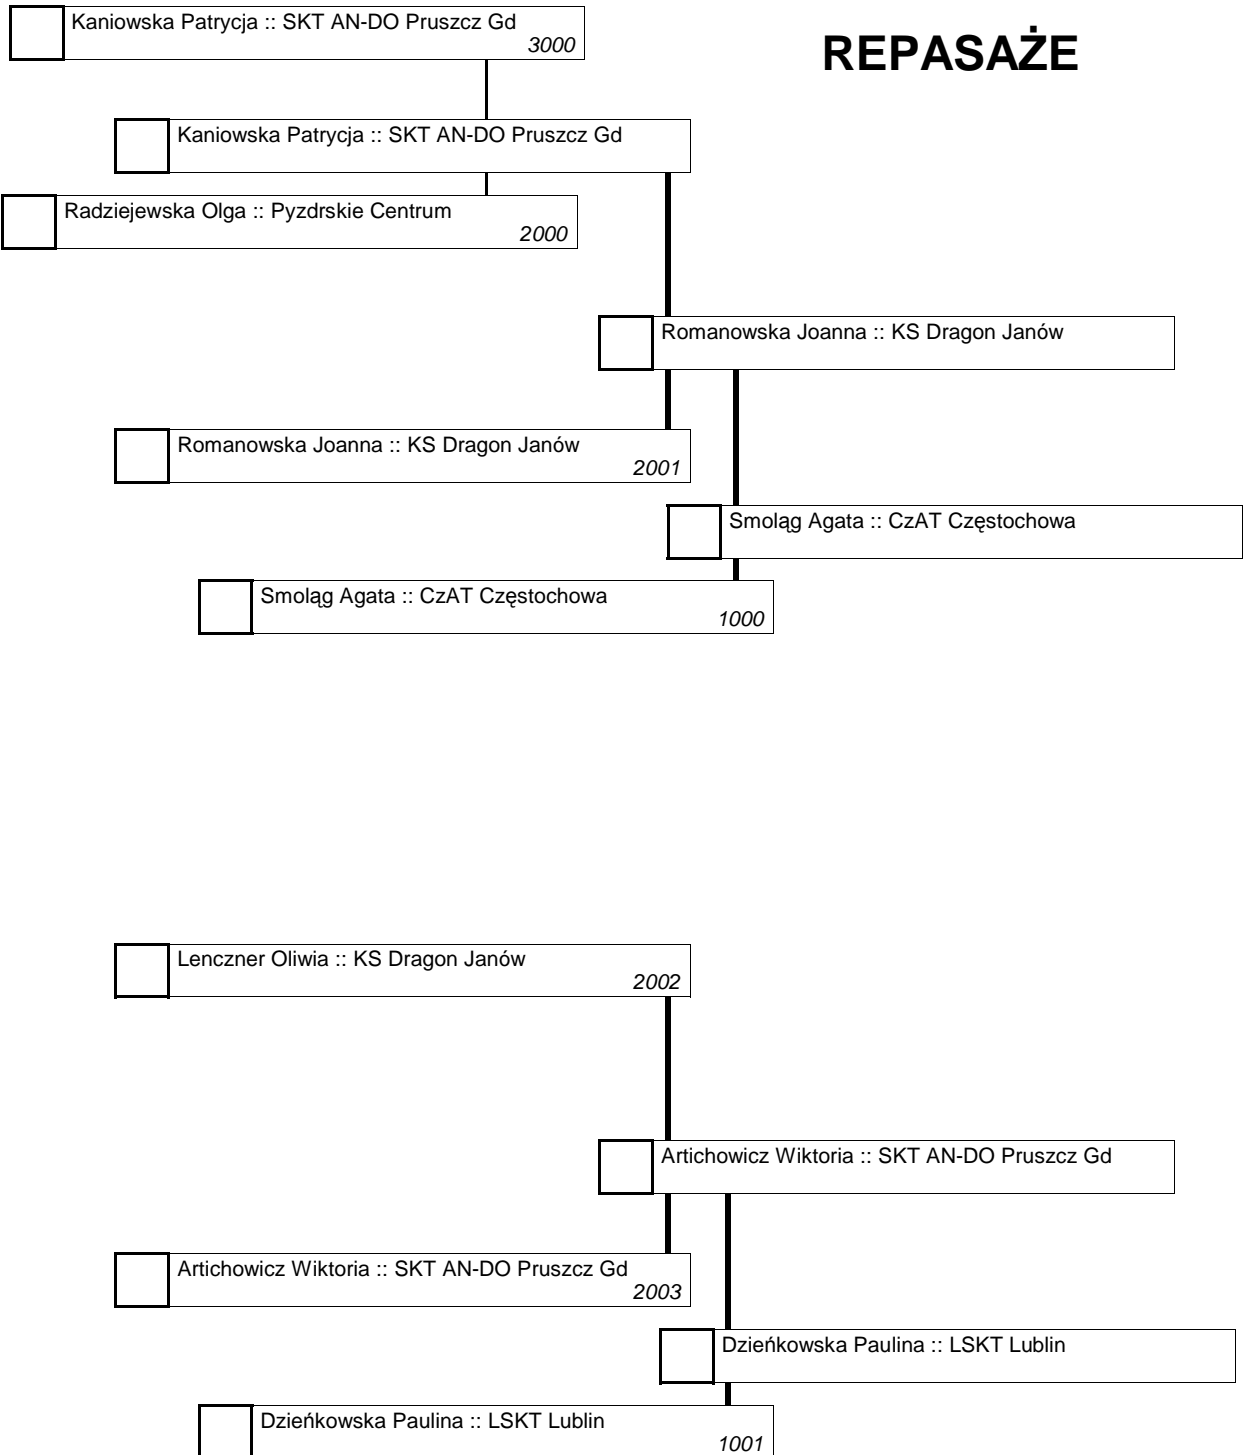 Kaniowska Patrycja :: SKT AN-DO Pruszcz Gd
3000
REPASAŻE
Kaniowska Patrycja :: SKT AN-DO Pruszcz Gd
Radziejewska Olga :: Pyzdrskie Centrum
2000
Romanowska Joanna :: KS Dragon Janów
Romanowska Joanna :: KS Dragon Janów
2001
Smoląg Agata :: CzAT Częstochowa
Smoląg Agata :: CzAT Częstochowa
1000
Lenczner Oliwia :: KS Dragon Janów
2002
Artichowicz Wiktoria :: SKT AN-DO Pruszcz Gd
Artichowicz Wiktoria :: SKT AN-DO Pruszcz Gd
2003
Dzieńkowska Paulina :: LSKT Lublin
Dzieńkowska Paulina :: LSKT Lublin
1001